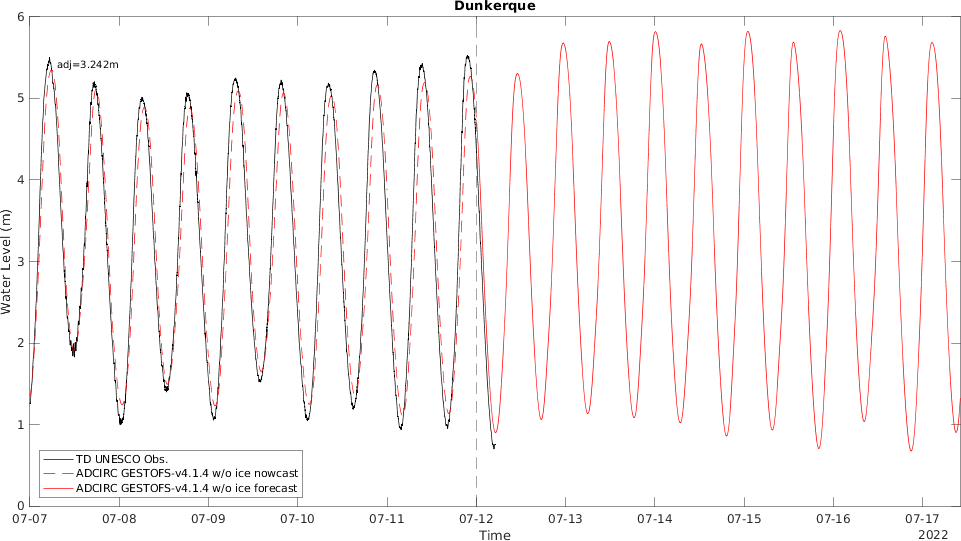 Dunkerque
adj=3.242m
6
5
4
3
2
1
0
Water Level (m)
TD UNESCO Obs.
ADCIRC GESTOFS-v4.1.4 w/o ice nowcast
ADCIRC GESTOFS-v4.1.4 w/o ice forecast
07-07 07-08 07-09 07-10 07-11 07-12 07-13 07-14 07-15 07-16 07-17
Time
2022